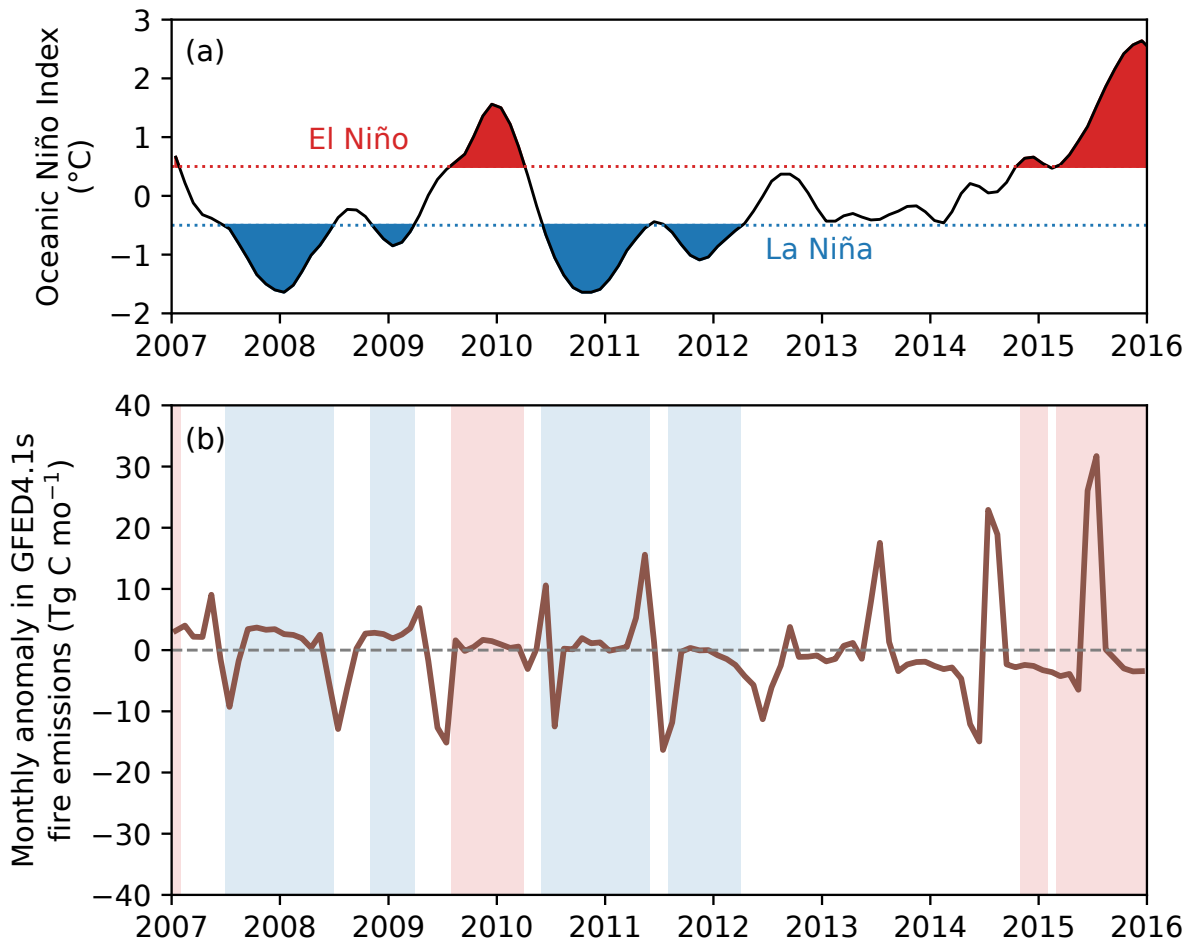 Oceanic Niño Index
(°C)
3
2
1
0
−1
−2
(a)
El Niño
La Niña
2007 2008 2009 2010 2011 2012 2013 2014 2015 2016
Monthly anomaly in GFED4.1s
fire emissions (Tg C mo⁻¹)
40
30
20
10
0
−10
−20
−30
−40
(b)
2007 2008 2009 2010 2011 2012 2013 2014 2015 2016